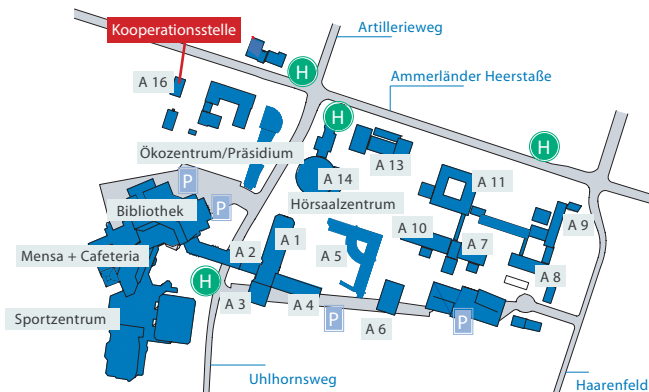 Artillerieweg
Kooperationsstelle
H
Ammerländer Heerstaße
A 16
H
H
Ökozentrum/Präsidium
A 13
A 14
A 11
P
Hörsaalzentrum
P
Bibliothek
A 9
A 10
A 1
A 7
A 2
A 5
Mensa + Cafeteria
A 8
H
A 3
A 4
Sportzentrum
P
A 6
P
Uhlhornsweg
Haarenfeld